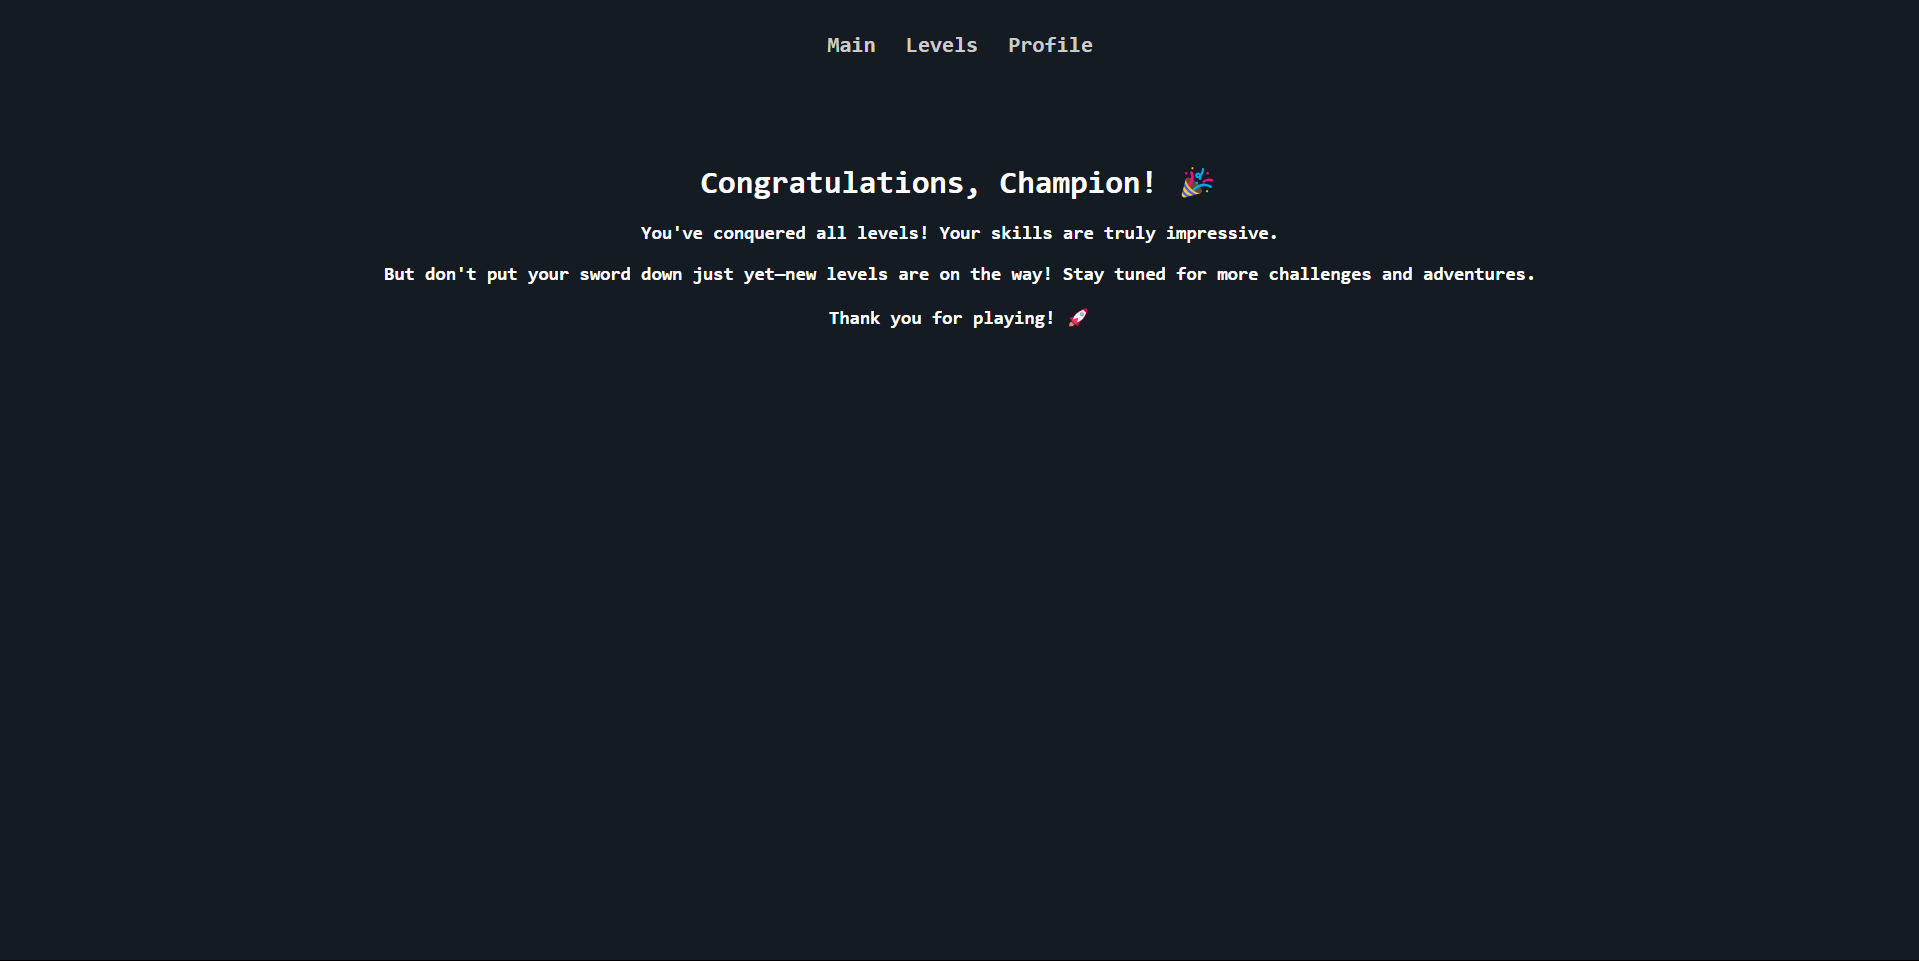 Main Levels Profile
Congratulations, Champion! 🎉
You've conquered all levels! Your skills are truly impressive.
But don't put your sword down just yet—new levels are on the way! Stay tuned for more challenges and adventures.
Thank you for playing! 🚀